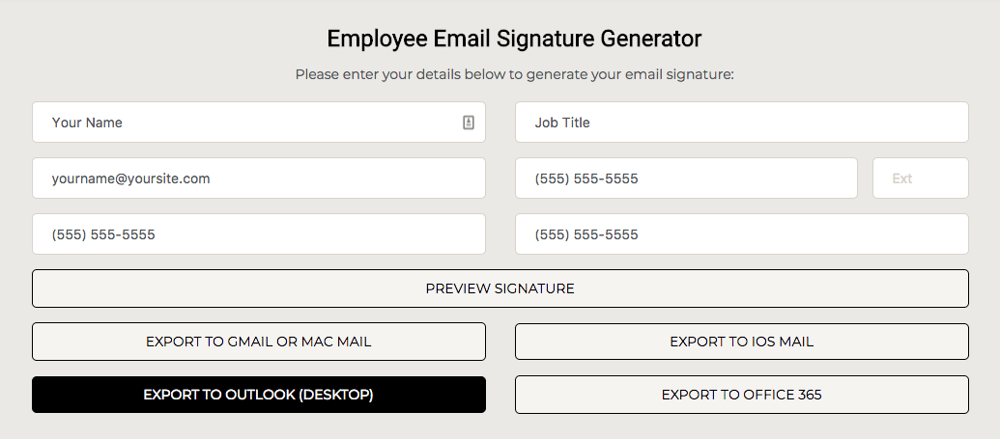 Employee Email Signature Generator
Please enter your details below to generate your email signature:
Your Name
Job Title
yourname@yoursite.com
(555) 555-5555
Ext
(555) 555-5555
(555) 555-5555
PREVIEW SIGNATURE
EXPORT TO GMAIL OR MAC MAIL
EXPORT TO IOS MAIL
EXPORT TO OUTLOOK (DESKTOP)
EXPORT TO OFFICE 365